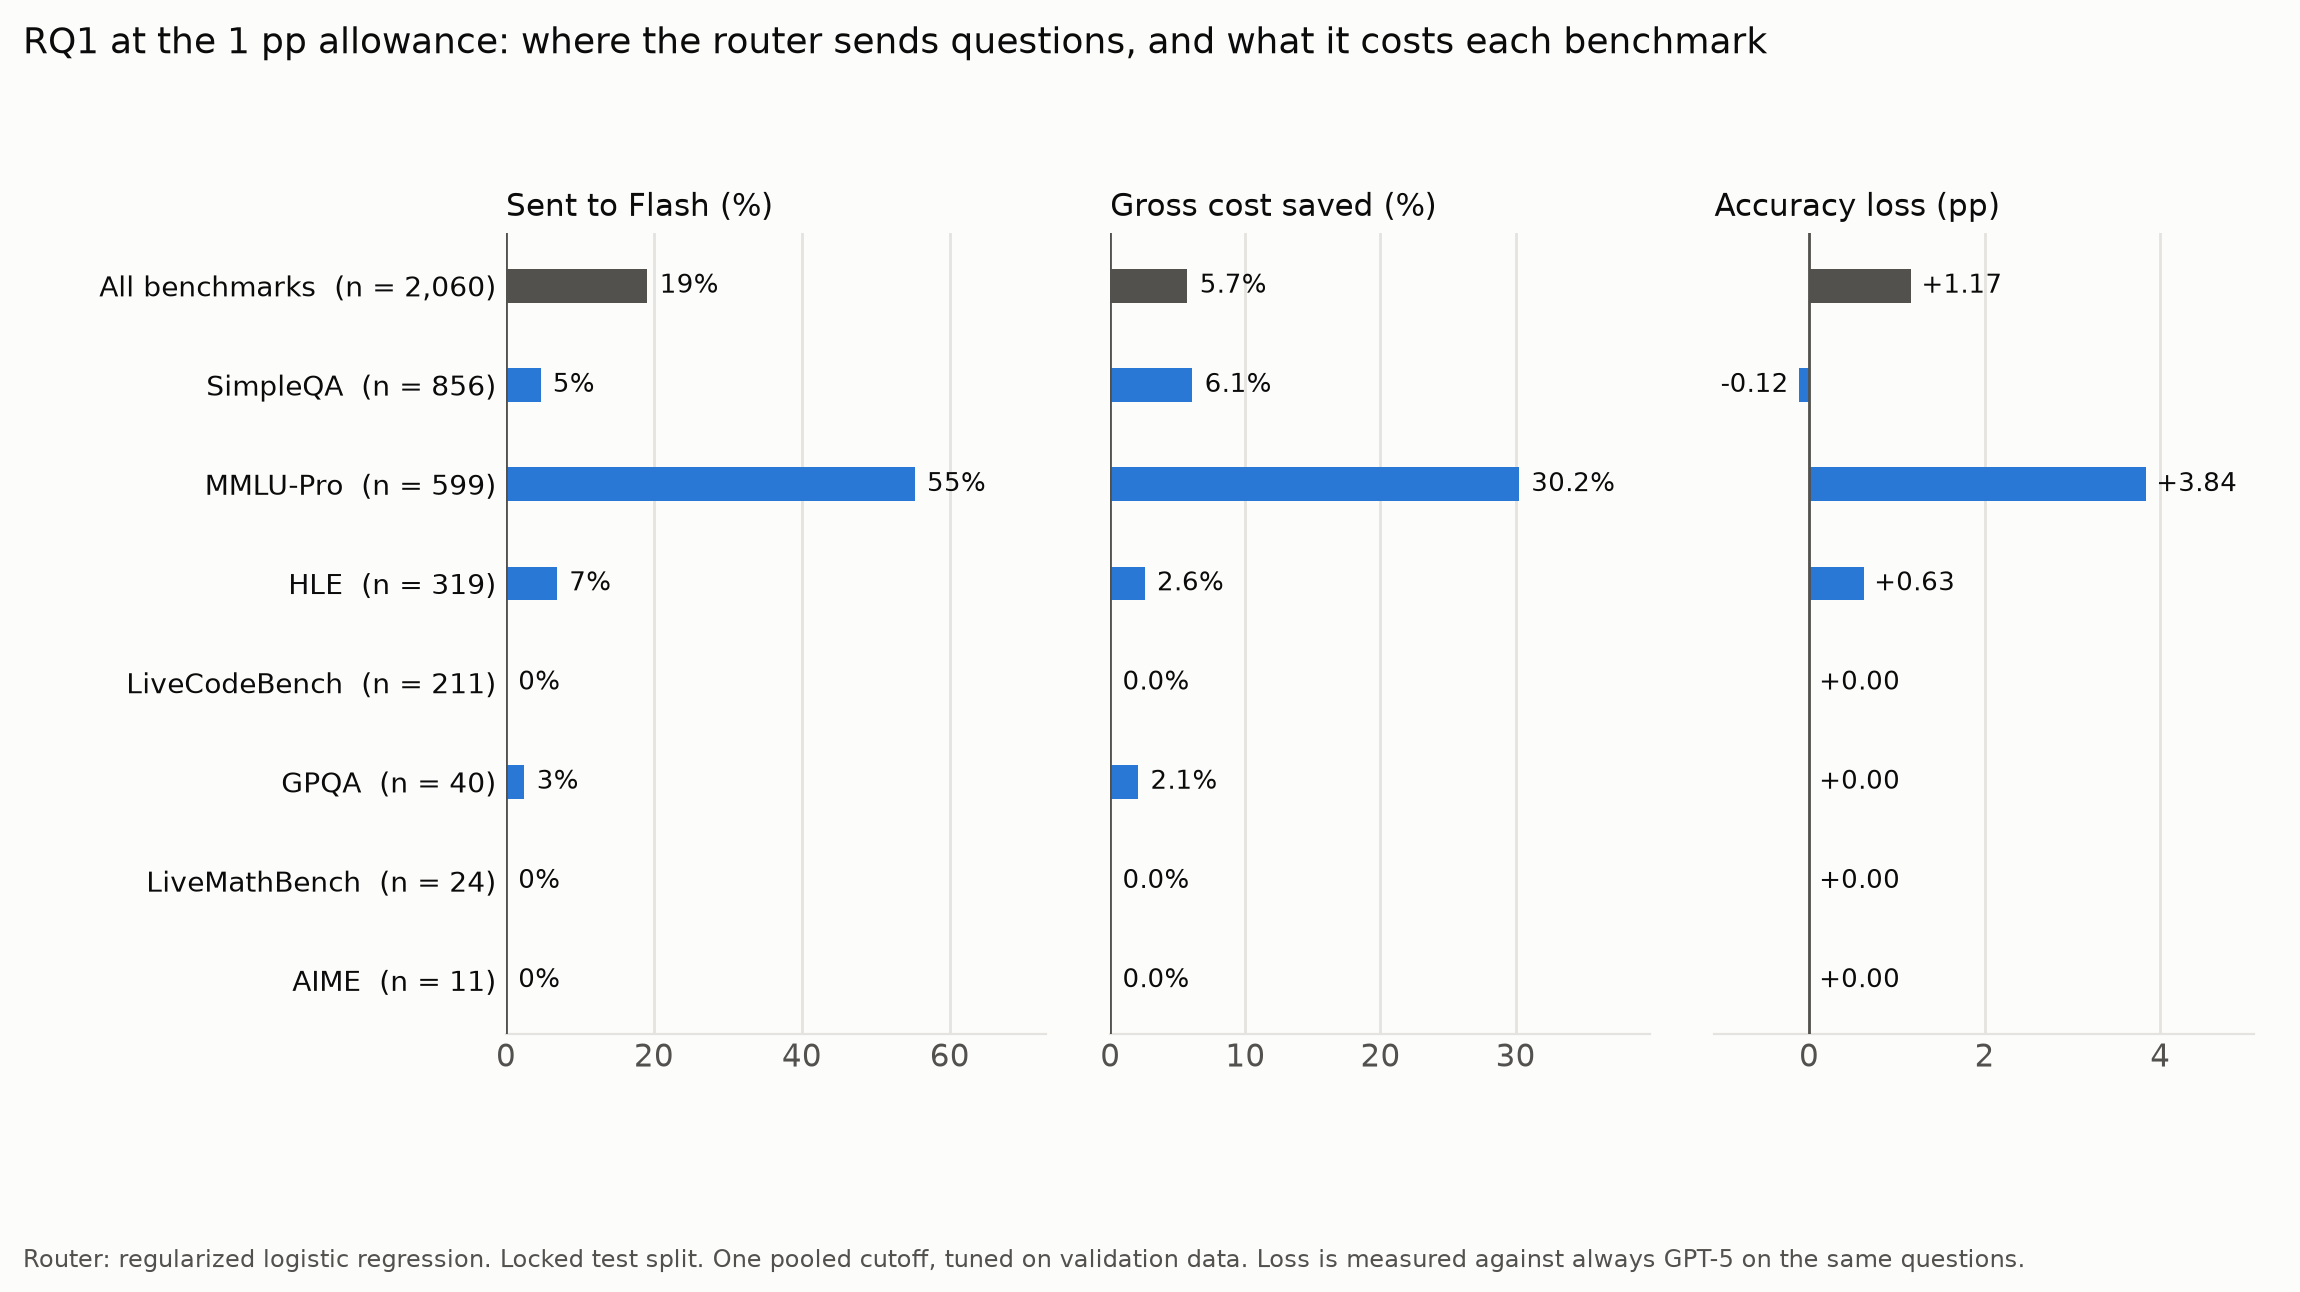 RQ1 at the 1 pp allowance: where the router sends questions, and what it costs each benchmark
Sent to Flash (%) Gross cost saved (%) Accuracy loss (pp)
All benchmarks (n = 2,060) 19% 5.7% +1.17
SimpleQA (n = 856) 5% 6.1% -0.12
MMLU-Pro (n = 599) 55% 30.2% +3.84
HLE (n = 319) 7% 2.6% +0.63
LiveCodeBench (n = 211) 0% 0.0% +0.00
GPQA (n = 40) 3% 2.1% +0.00
LiveMathBench (n = 24) 0% 0.0% +0.00
AIME (n = 11) 0% 0.0% +0.00
0 20 40 60 0 10 20 30 0 2 4
Router: regularized logistic regression. Locked test split. One pooled cutoff, tuned on validation data. Loss is measured against always GPT-5 on the same questions.